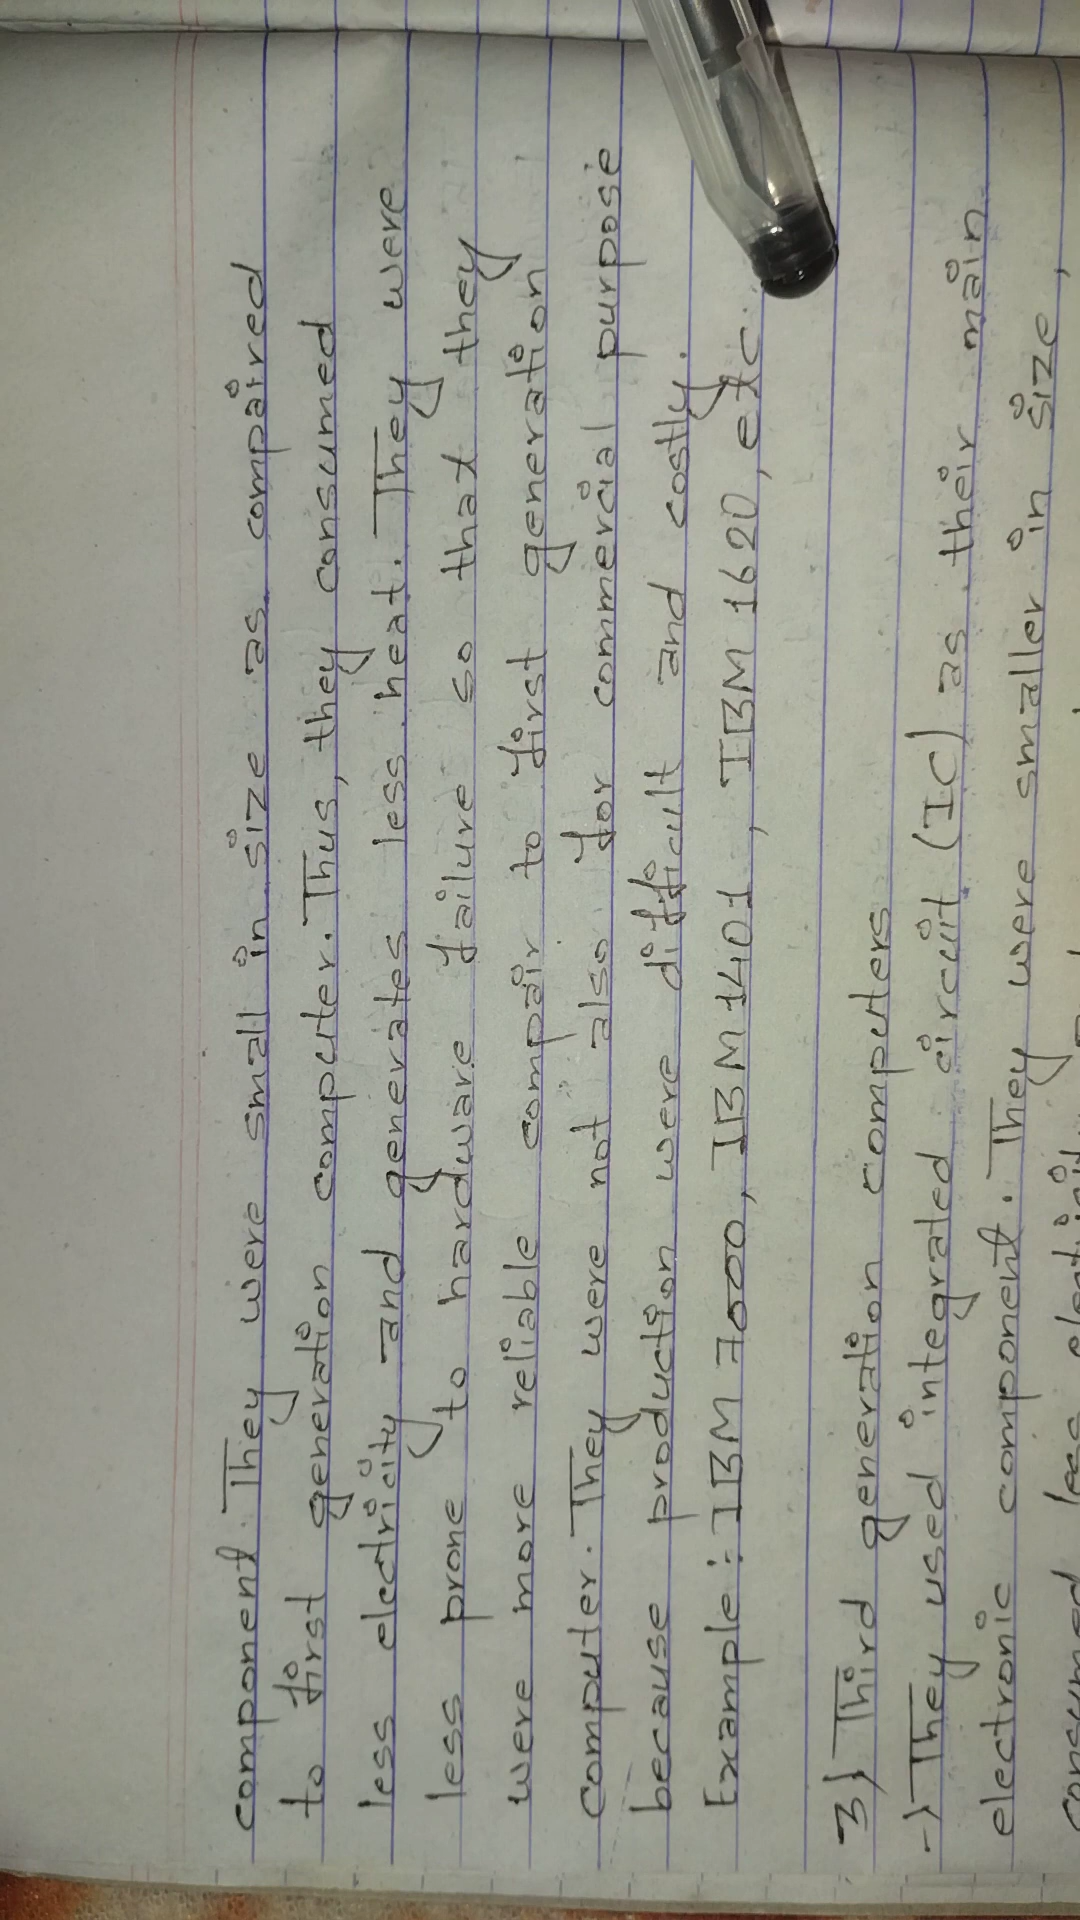 component. They were small in size as compaired
to first generation computer. Thus, they consumed
less electricity and generates less heat. They were
less prone to hardware failure so that they
were more reliable compair to first generation
computer. They were not also for commercial purpose
because production were difficult and costly.
Example: IBM 7000, IBM 1401, IBM 1620, etc.
3) Third generation computers
→ They used integrated circuit (IC) as their main
electronic component. They were smaller in size,
consumed less